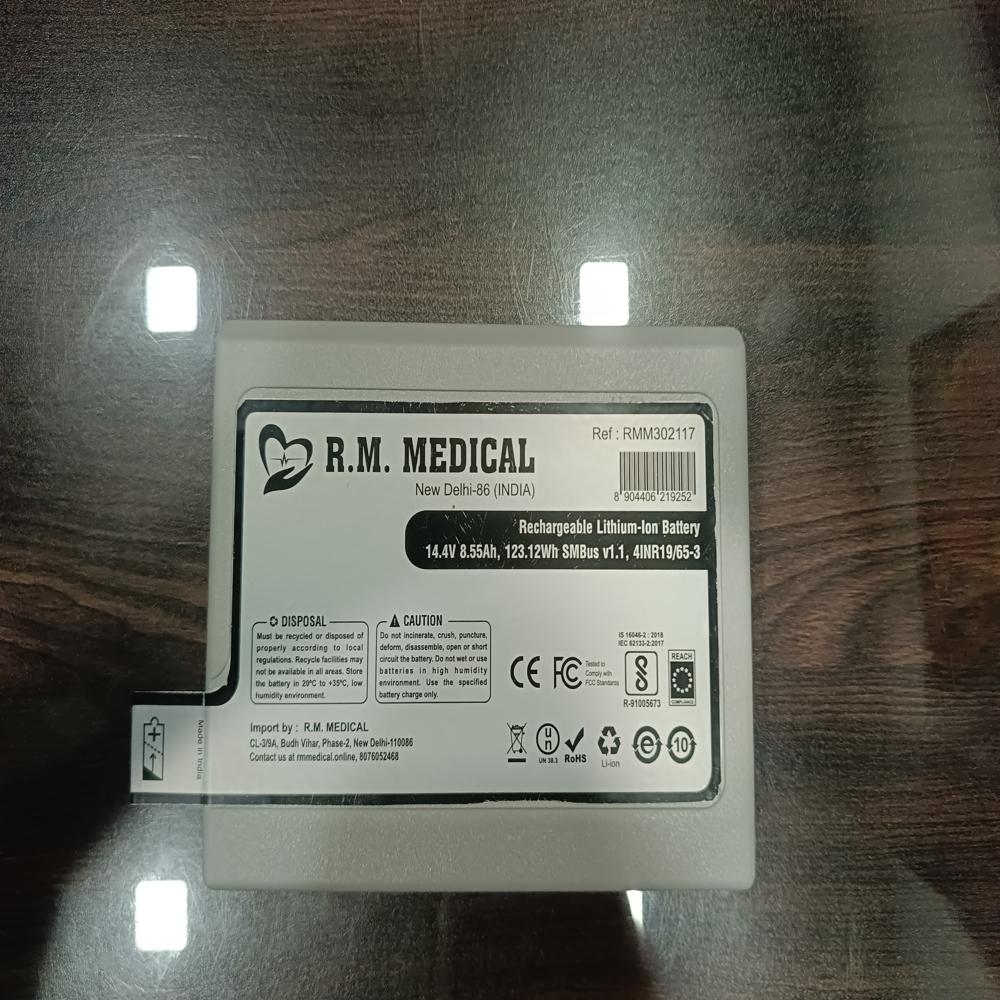 R.M. MEDICAL
New Delhi-86 (INDIA)
Ref : RMM302117
8 904406 219252
Rechargeable Lithium-Ion Battery
14.4V 8.55Ah, 123.12Wh SMBus v1.1, 4INR19/65-3
DISPOSAL
Must be recycled or disposed of
properly according to local
regulations. Recycle facilities may
not be available in all areas. Store
the battery in 20ºC to +35ºC, low
humidity environment.
CAUTION
Do not incinerate, crush, puncture,
deform, disassemble, open or short
circuit the battery. Do not wet or use
batteries in high humidity
environment. Use the specified
battery charge only.
CE FC
Tested to
Comply with
FCC Standards
IS 16046-2 : 2018
IEC 62133-2:2017
R-91005673
REACH
COMPLIANCE
Import by : R.M. MEDICAL
CL-3/9A, Budh Vihar, Phase-2, New Delhi-110086
Contact us at rmmedical.online, 8076052468
UN
UN 38.3
RoHS
Li-ion
e
10
Made in India